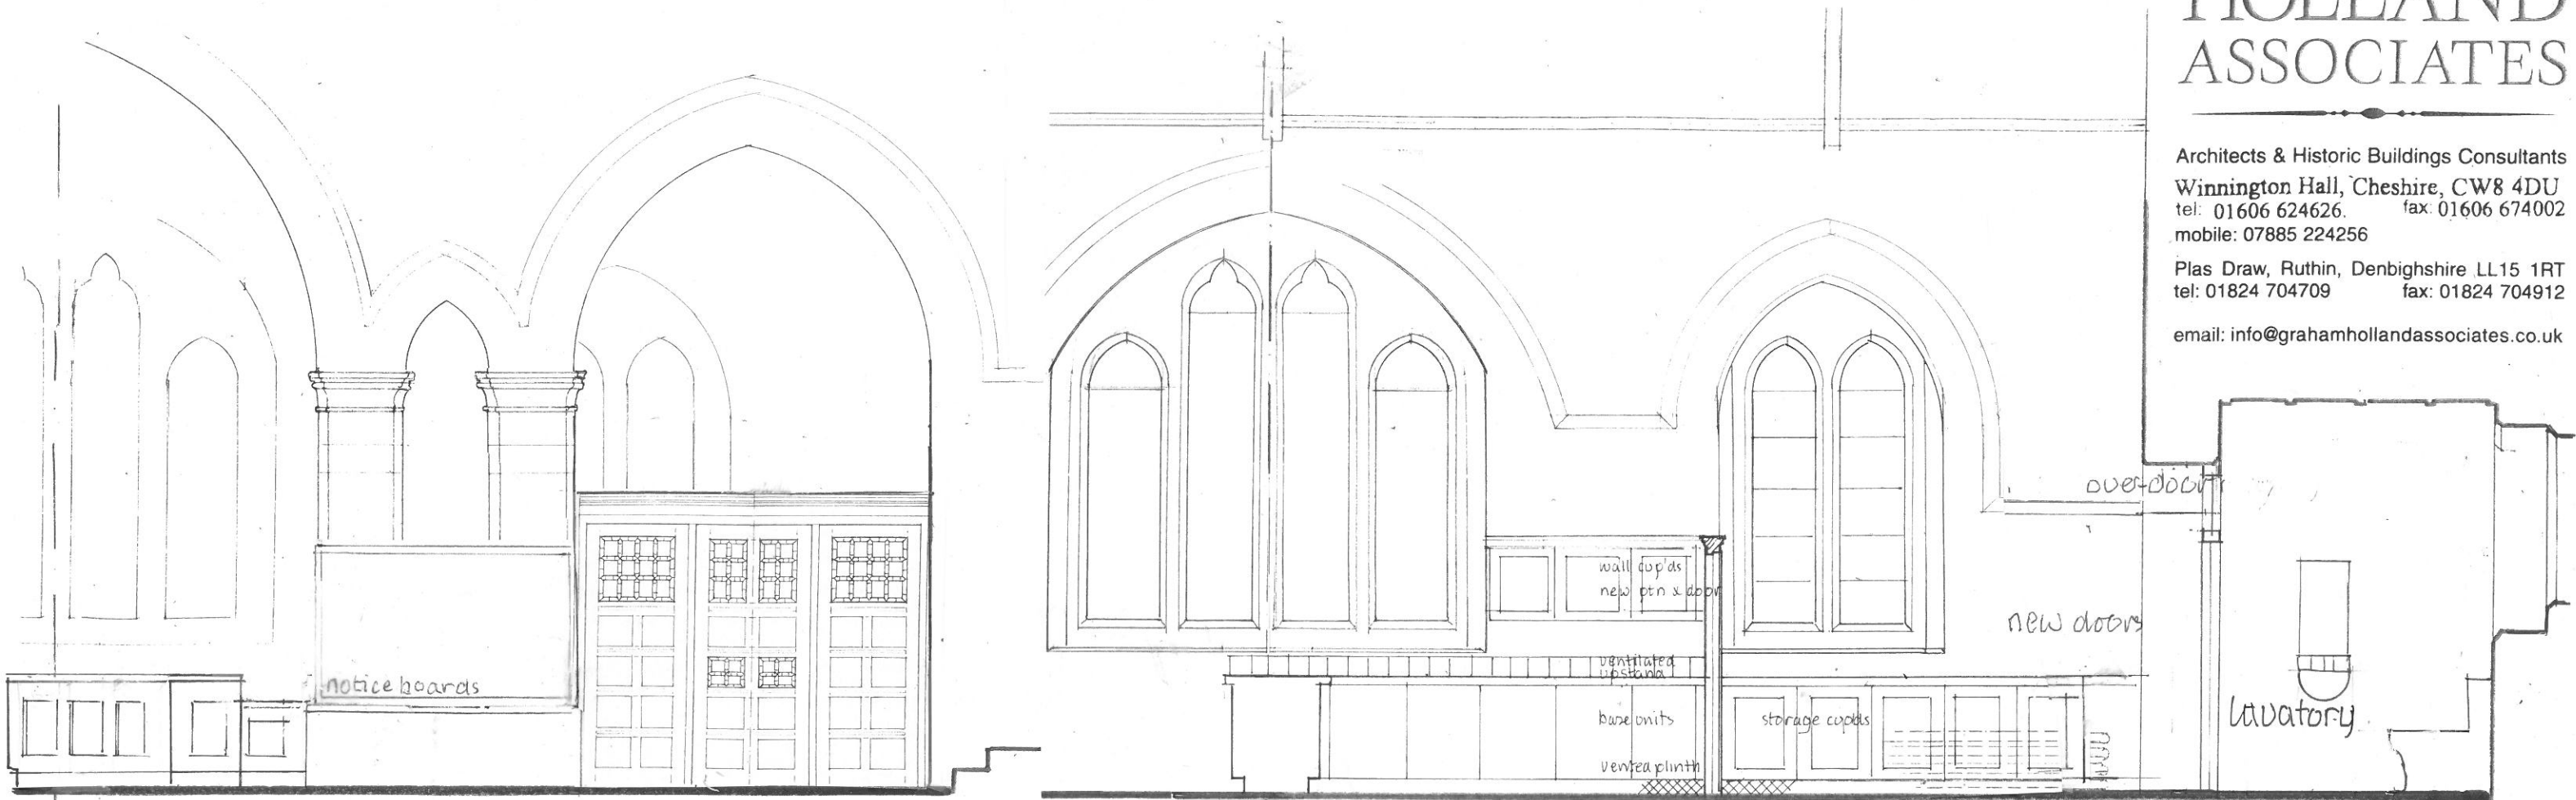 HOLLAND
ASSOCIATES
Architects & Historic Buildings Consultants
Winnington Hall, Cheshire, CW8 4DU
tel: 01606 624626. fax: 01606 674002
mobile: 07885 224256
Plas Draw, Ruthin, Denbighshire LL15 1RT
tel: 01824 704709 fax: 01824 704912
email: info@grahamhollandassociates.co.uk
over-door
wall cup'ds
new ptn & door
new doors
ventilated
upstand
notice boards
base units
storage cupbds
lavatory
vented plinth